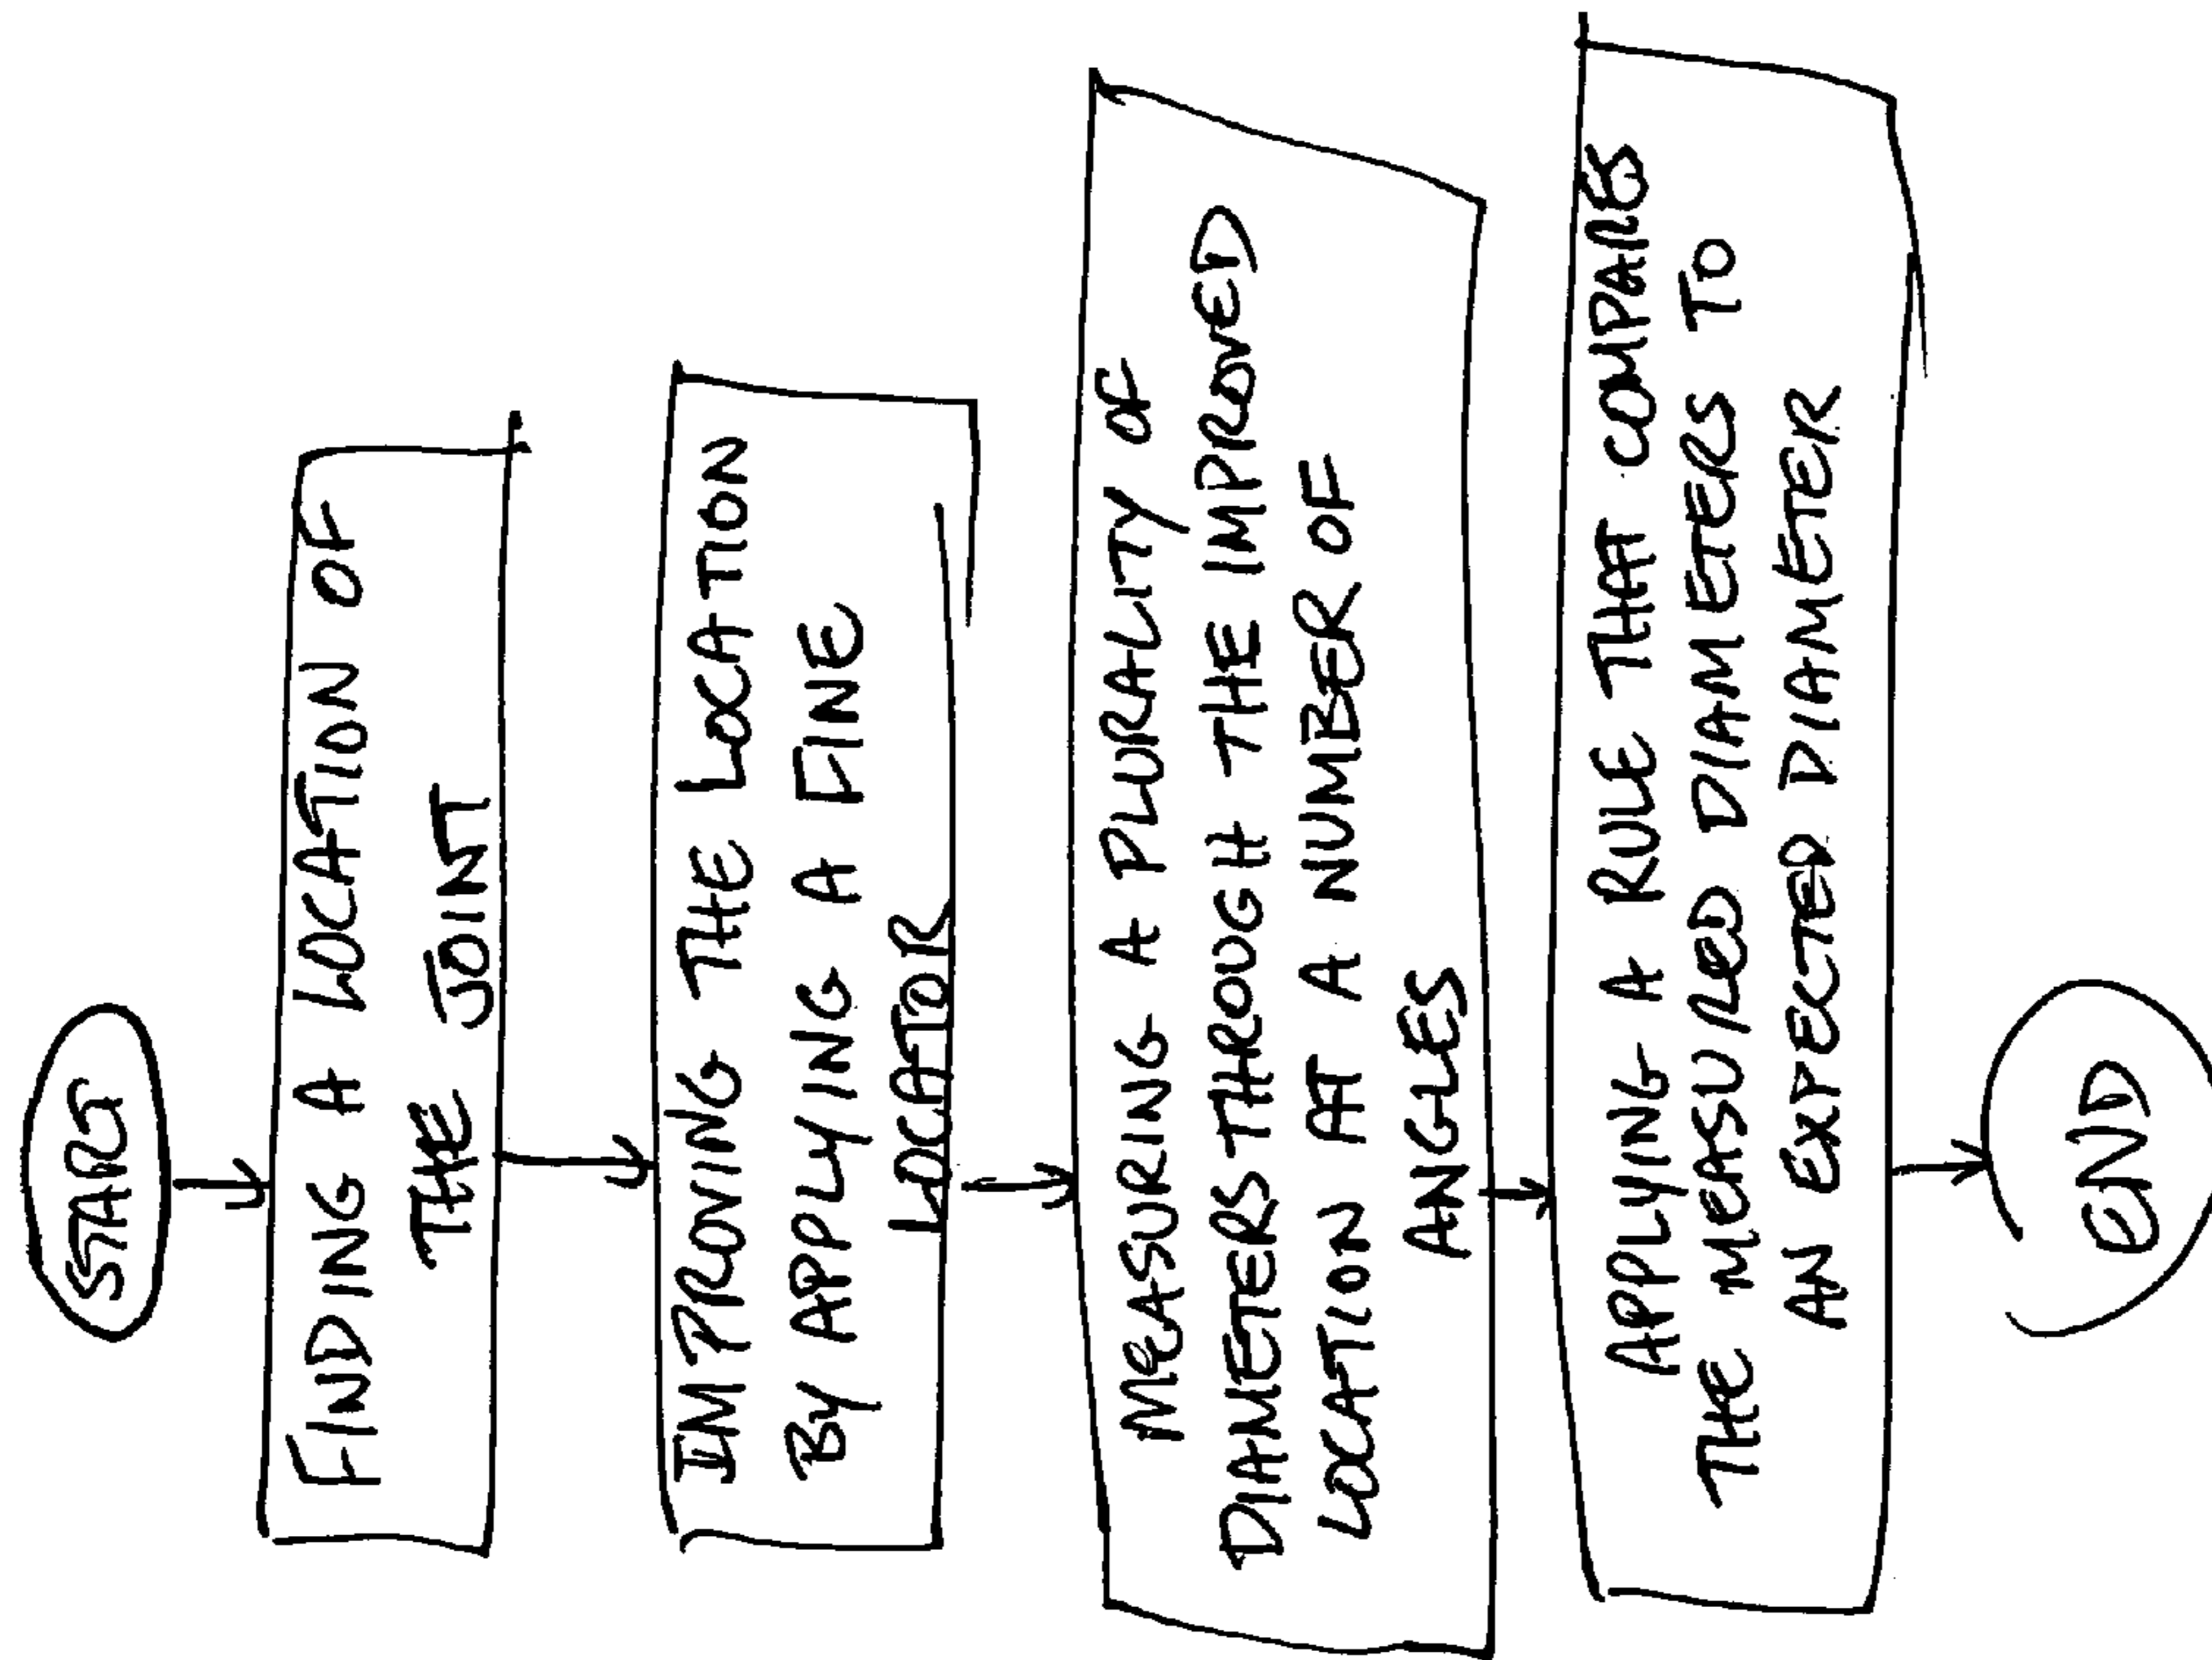 START
FINDING A LOCATION OF
THE JOINT
IMPROVING THE LOCATION
BY APPLYING A FINE
LOCATOR
MEASURING A PLURALITY OF
DIAMETERS THROUGH THE IMPROVED
LOCATION AT A NUMBER OF
ANGLES
APPLYING A RULE THAT COMPARES
THE MEASURED DIAMETERS TO
AN EXPECTED DIAMETER
END